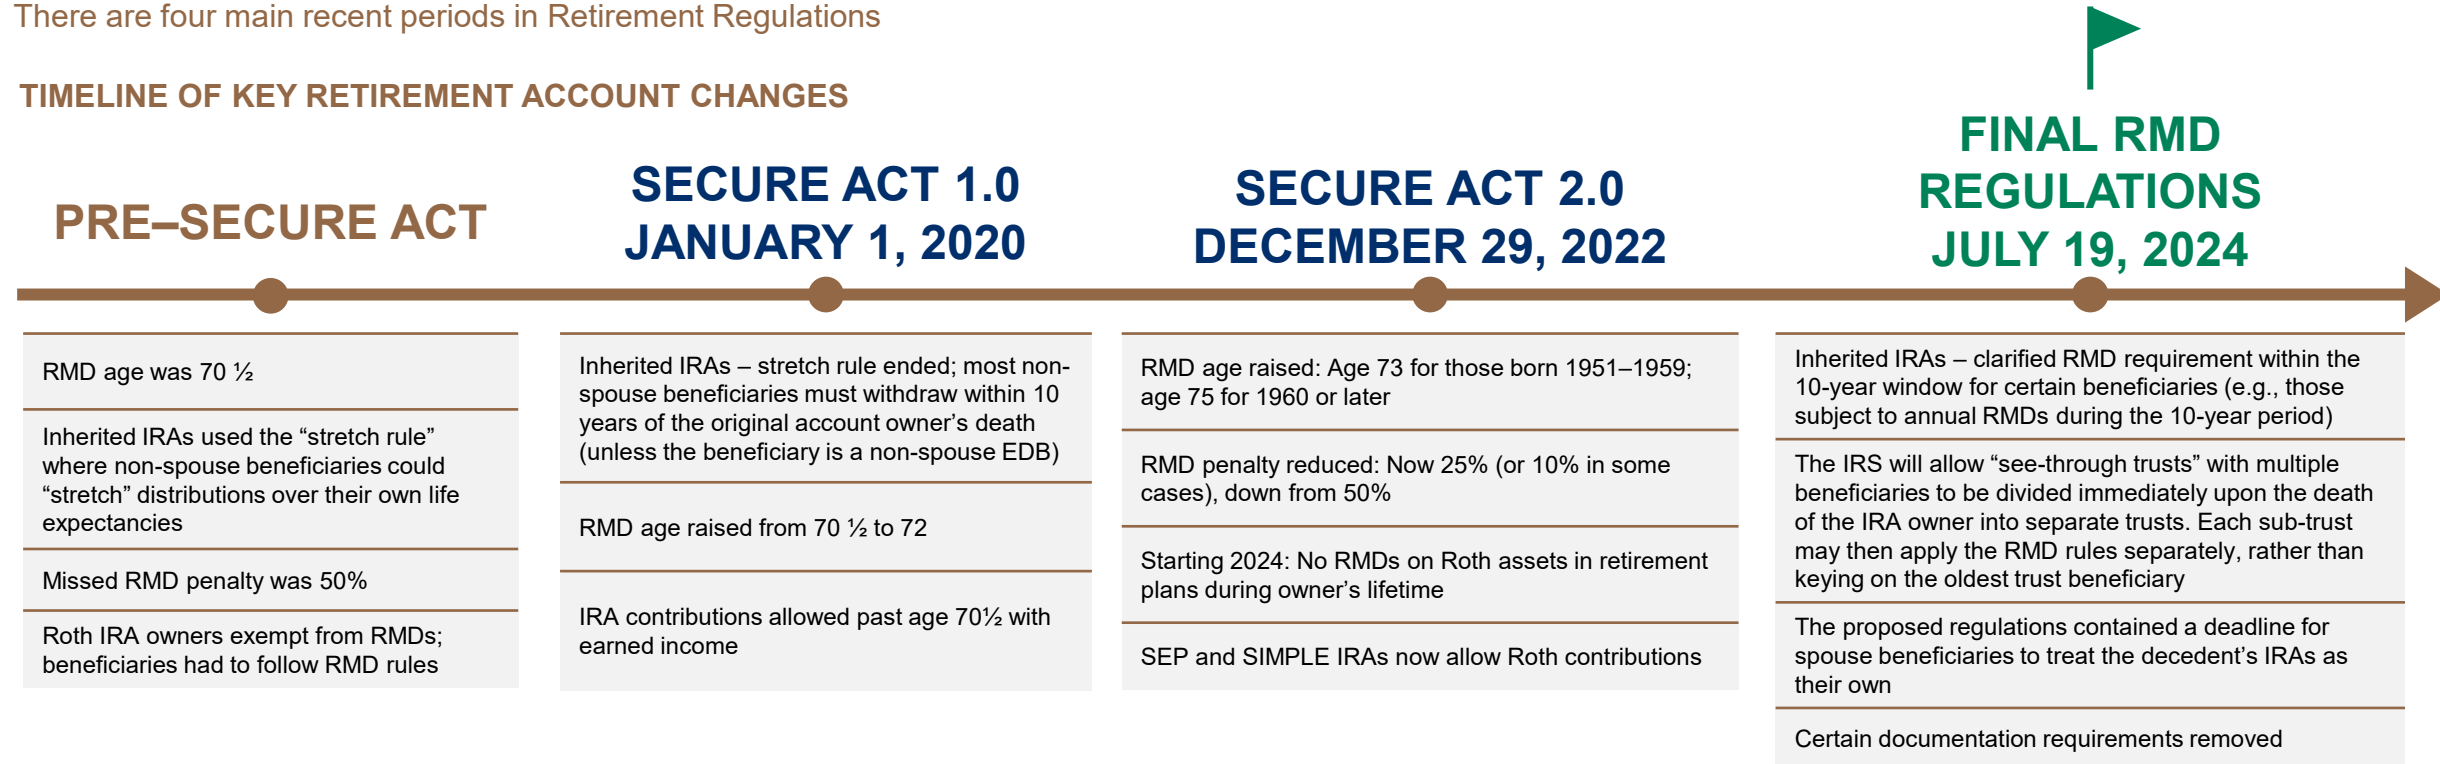 There are four main recent periods in Retirement Regulations
TIMELINE OF KEY RETIREMENT ACCOUNT CHANGES
PRE–SECURE ACT
RMD age was 70 ½
Inherited IRAs used the “stretch rule”
where non-spouse beneficiaries could
“stretch” distributions over their own life
expectancies
Missed RMD penalty was 50%
Roth IRA owners exempt from RMDs;
beneficiaries had to follow RMD rules
SECURE ACT 1.0
JANUARY 1, 2020
Inherited IRAs – stretch rule ended; most non-
spouse beneficiaries must withdraw within 10
years of the original account owner’s death
(unless the beneficiary is a non-spouse EDB)
RMD age raised from 70 ½ to 72
IRA contributions allowed past age 70½ with
earned income
SECURE ACT 2.0
DECEMBER 29, 2022
RMD age raised: Age 73 for those born 1951–1959;
age 75 for 1960 or later
RMD penalty reduced: Now 25% (or 10% in some
cases), down from 50%
Starting 2024: No RMDs on Roth assets in retirement
plans during owner’s lifetime
SEP and SIMPLE IRAs now allow Roth contributions
FINAL RMD
REGULATIONS
JULY 19, 2024
Inherited IRAs – clarified RMD requirement within the
10-year window for certain beneficiaries (e.g., those
subject to annual RMDs during the 10-year period)
The IRS will allow “see-through trusts” with multiple
beneficiaries to be divided immediately upon the death
of the IRA owner into separate trusts. Each sub-trust
may then apply the RMD rules separately, rather than
keying on the oldest trust beneficiary
The proposed regulations contained a deadline for
spouse beneficiaries to treat the decedent’s IRAs as
their own
Certain documentation requirements removed